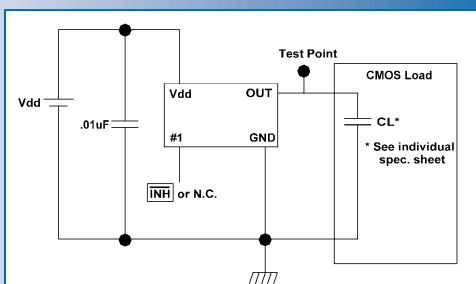 Test Point
CMOS Load
Vdd
Vdd OUT
.01uF
CL*
#1 GND
* See individual
spec. sheet
INH or N.C.